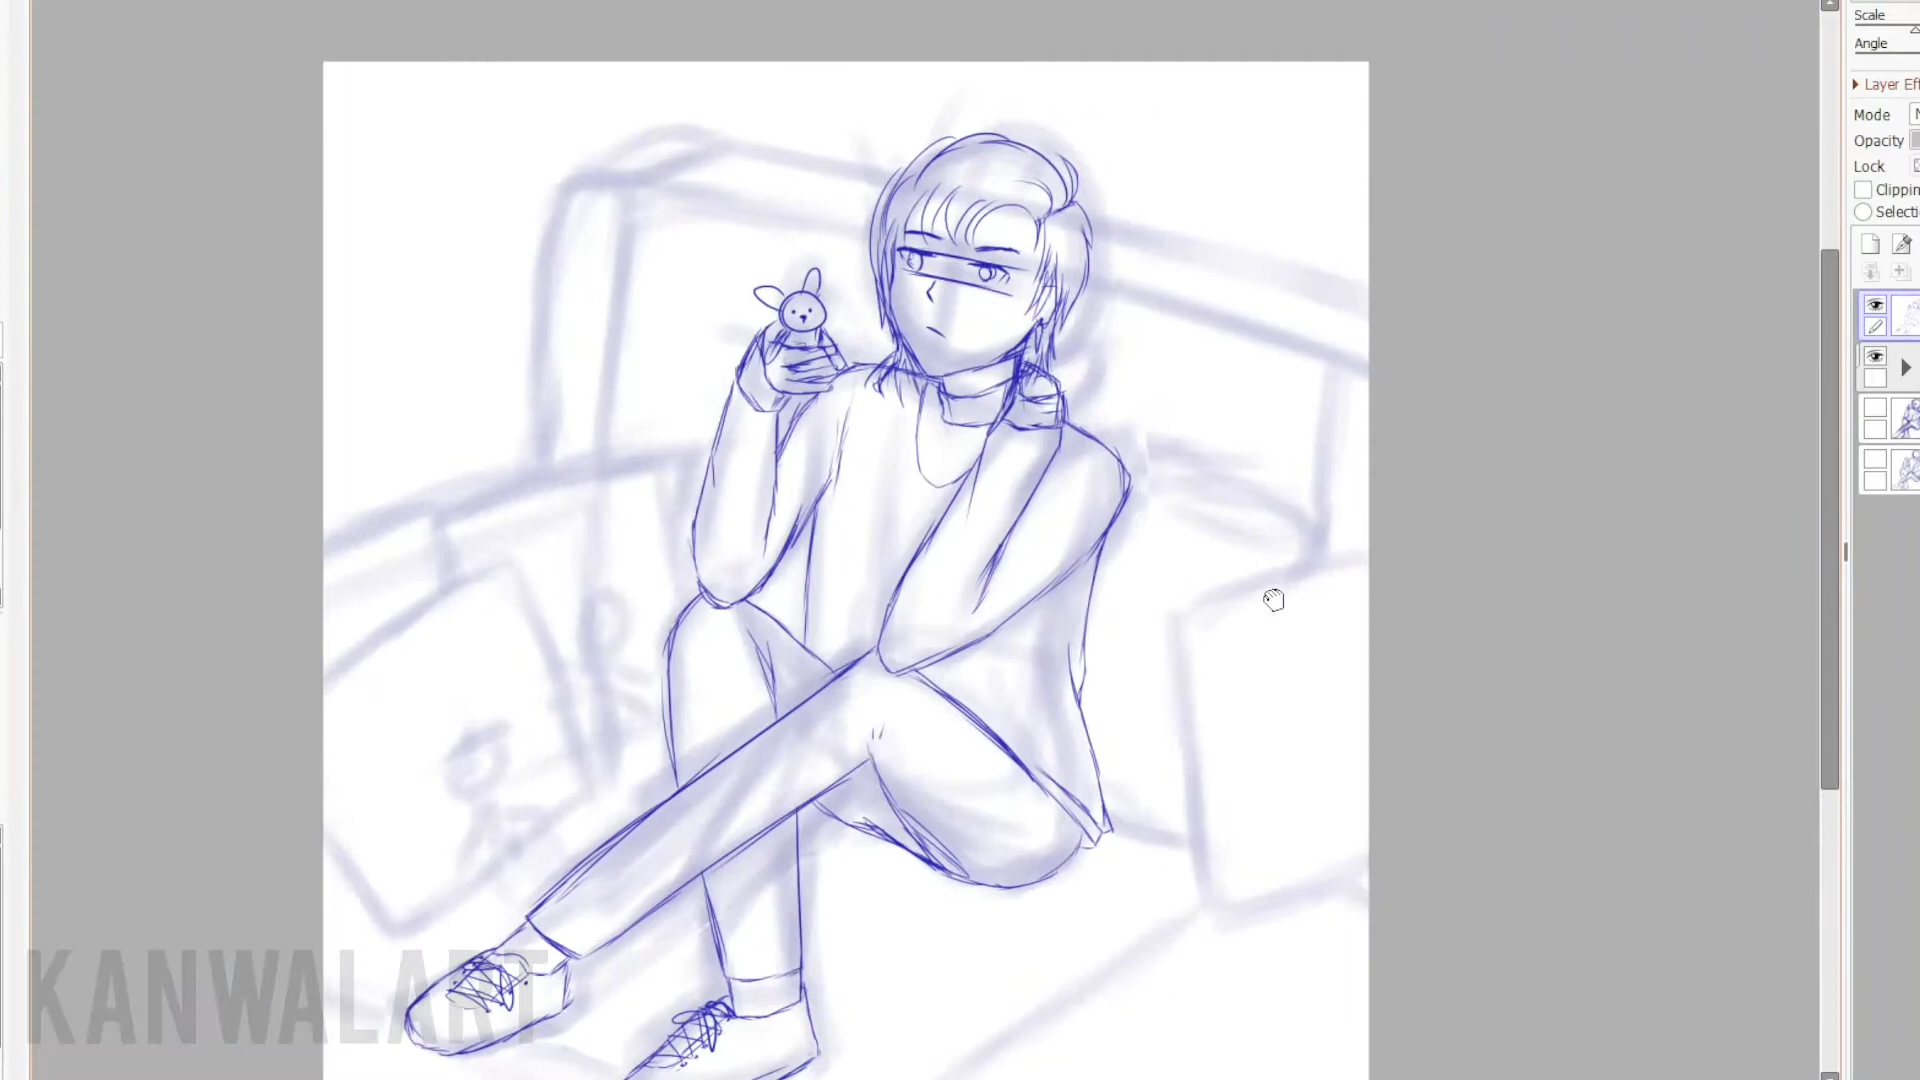 Scale
Angle
Layer Eff
Mode
Opacity
Lock
Clippin
Selecti
KANWALART